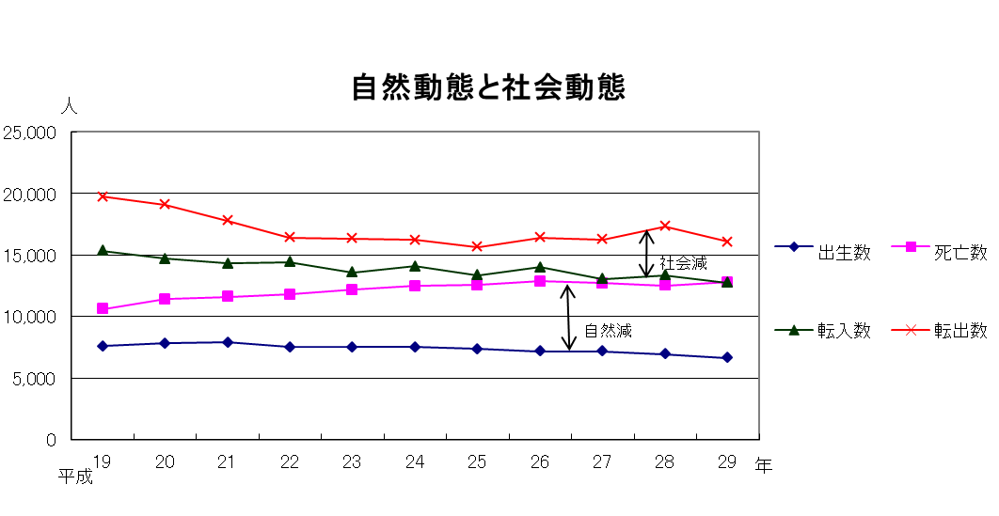 自然動態と社会動態
人
25,000
20,000
15,000
10,000
5,000
0
社会減
自然減
19 20 21 22 23 24 25 26 27 28 29
平成
年
出生数 死亡数
転入数 転出数